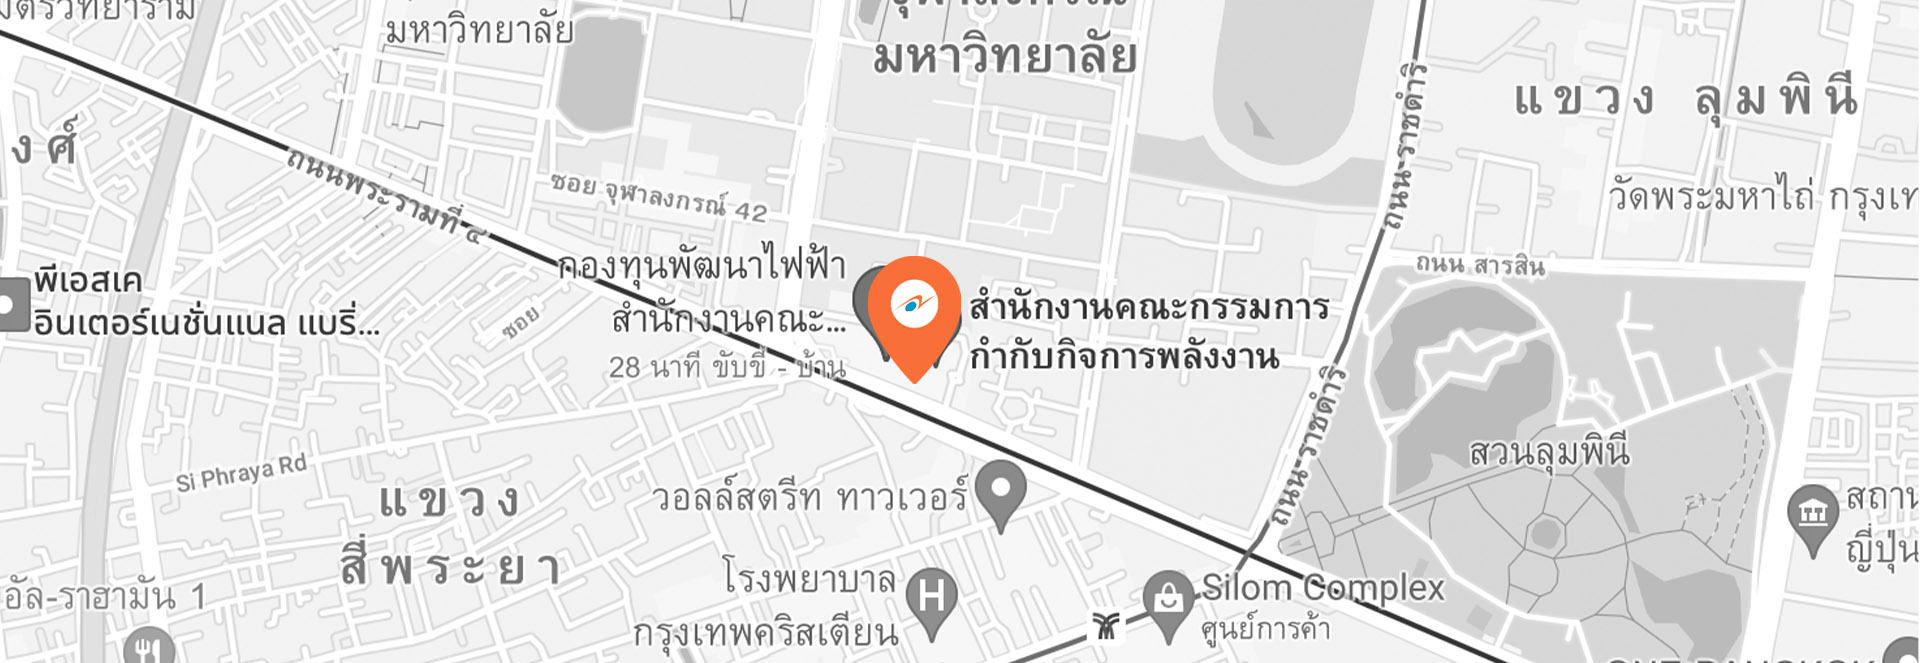 มหาวิทยาลัย
มหาวิทยาลัย
แขวง ลุมพินี
งศ์
ถนนพระรามที่ ๔
ซอย จุฬาลงกรณ์ 42
ถนน ราชดำริ
วัดพระมหาไถ่ กรุงเท
กองทุนพัฒนาไฟฟ้า
สำนักงานคณะ...
28 นาที ขับขี่ - บ้าน
สำนักงานคณะกรรมการ
กำกับกิจการพลังงาน
ถนน สารสิน
พีเอสเค
อินเตอร์เนชั่นแนล แบริ่...
ซอย
ถนน ราชดำริ
สวนลุมพินี
Si Phraya Rd
แขวง
สี่พระยา
วอลล์สตรีท ทาวเวอร์
สถาน
ญี่ปุ่น
โรงพยาบาล
กรุงเทพคริสเตียน
H
Silom Complex
ศูนย์การค้า
อัล-ราฮามัน 1